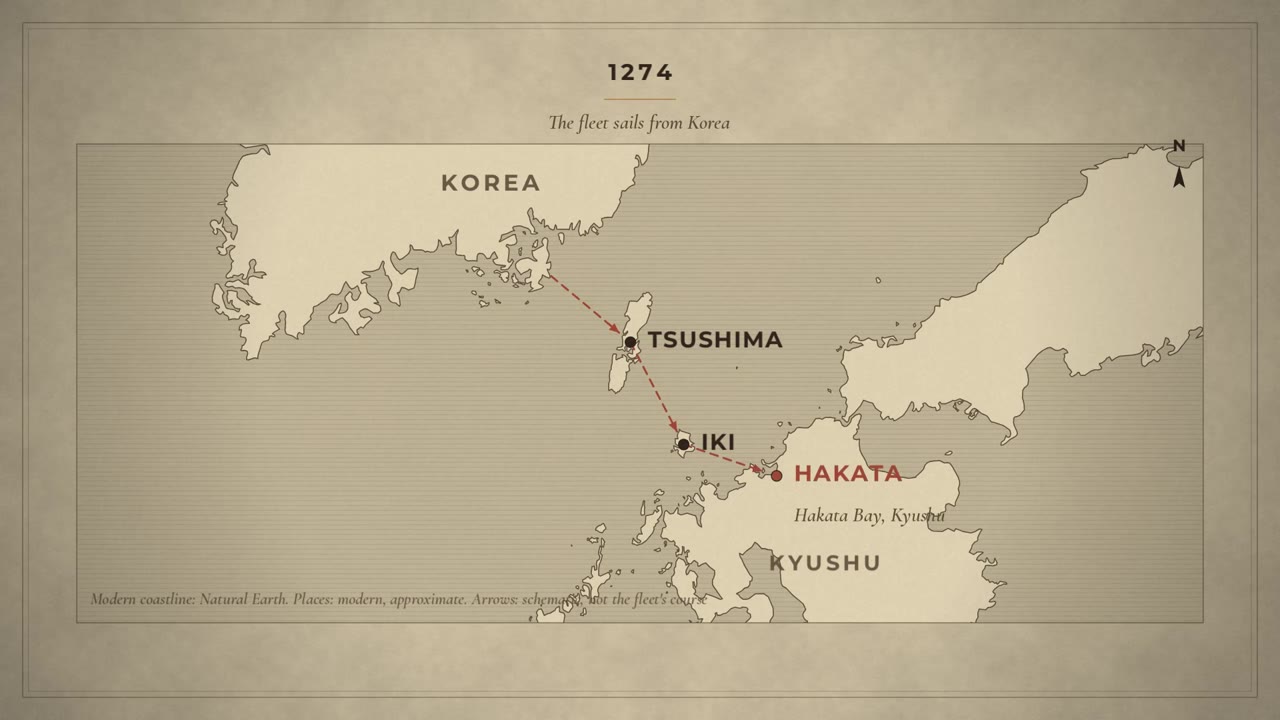 1274
The fleet sails from Korea
N
KOREA
TSUSHIMA
IKI
HAKATA
Hakata Bay, Kyushu
KYUSHU
Modern coastline: Natural Earth. Places: modern, approximate. Arrows: schematic, not the fleet's course